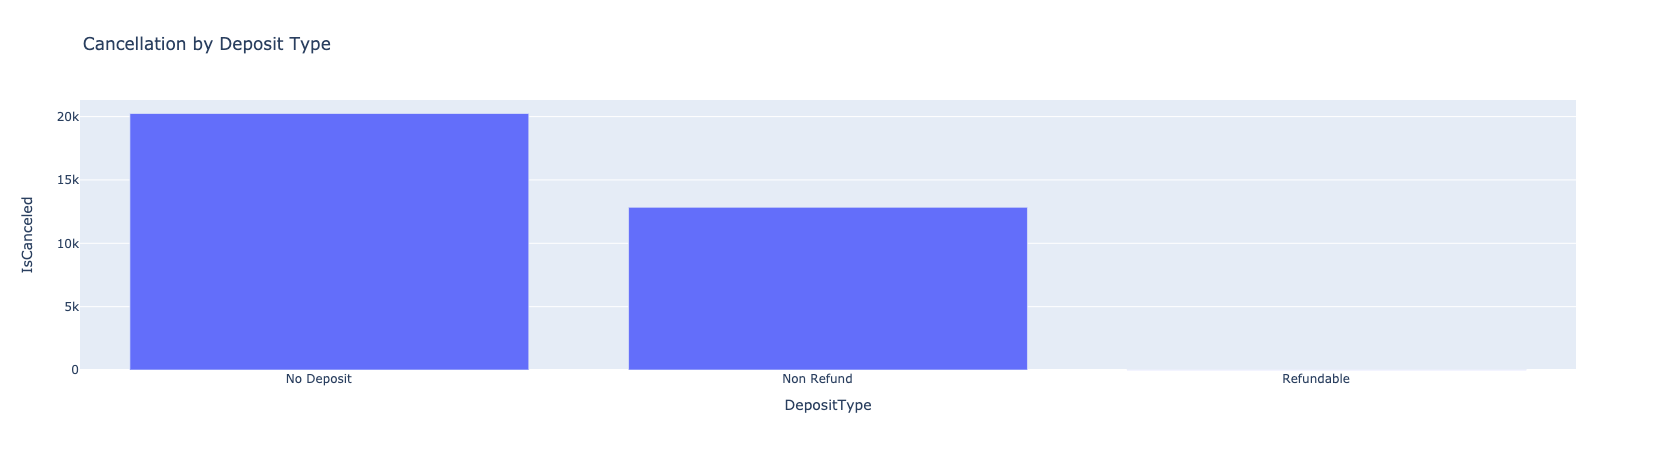 Cancellation by Deposit Type
20k
15k
10k
5k
0
IsCanceled
No Deposit
Non Refund
Refundable
DepositType